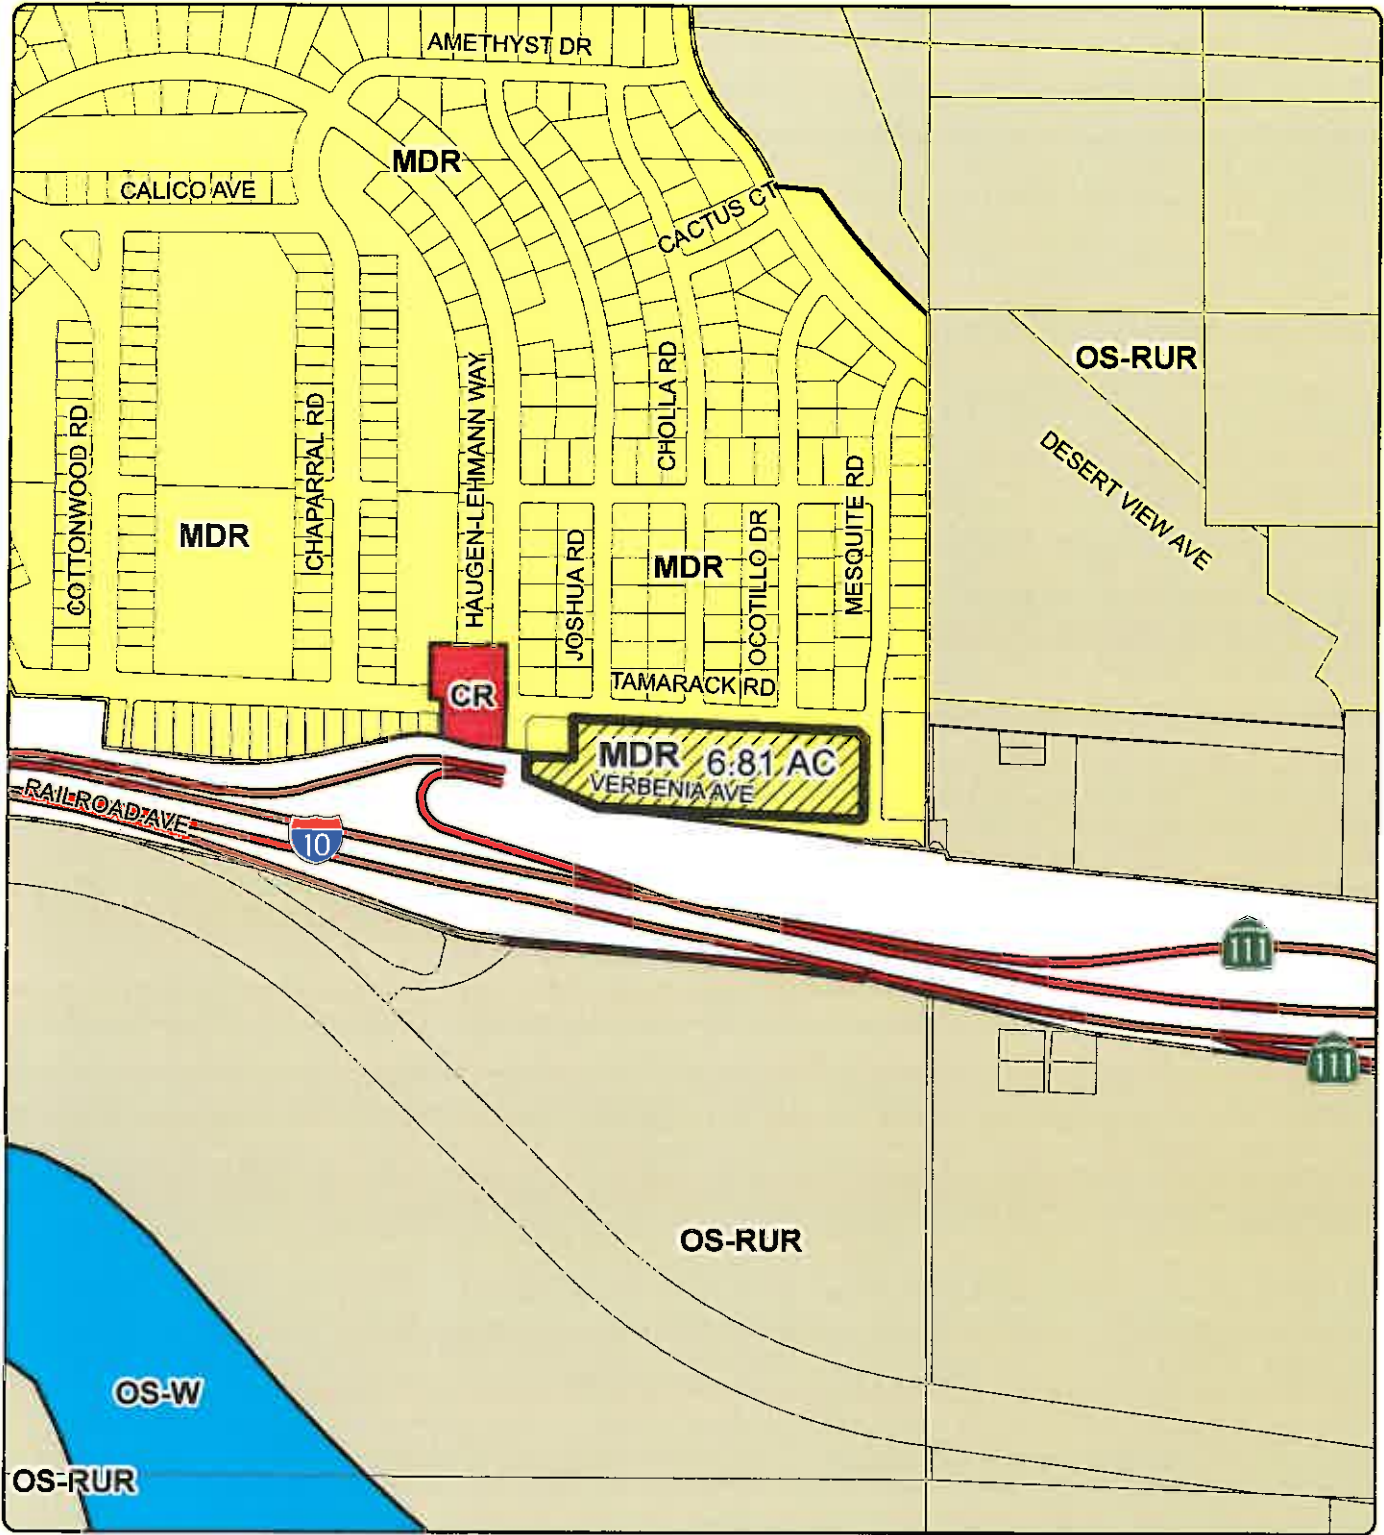 AMETHYST DR
MDR
CALICO AVE
CACTUS CT
OS-RUR
DESERT VIEW AVE
COTTONWOOD RD
CHAPARRAL RD
HAUGEN-LEHMANN WAY
CHOLLA RD
MESQUITE RD
MDR
JOSHUA RD
MDR
OCOTILLO DR
TAMARACK RD
CR
MDR 6.81 AC
VERBENIA AVE
RAILROAD AVE
10
111
111
OS-RUR
OS-W
OS-RUR